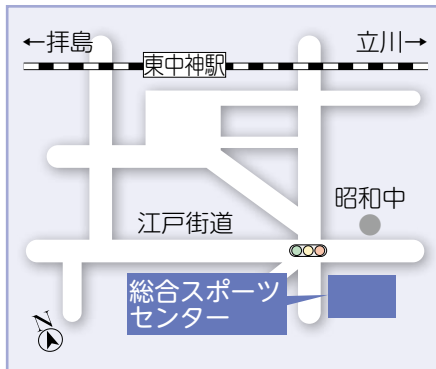 ←拝島
立川→
東中神駅
昭和中
江戸街道
総合スポーツ
センター
N